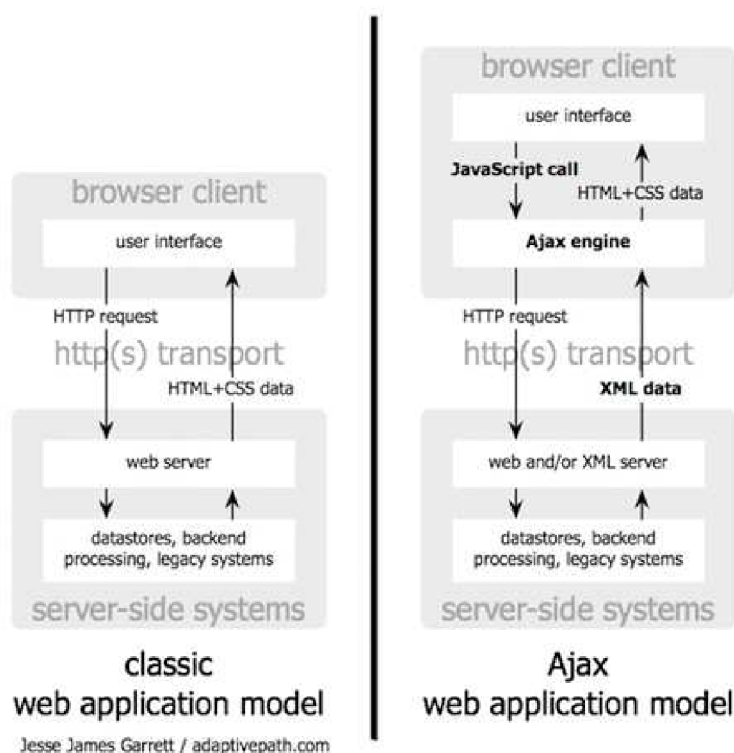 browser client
user interface
HTTP request
http(s) transport
HTML+CSS data
web server
datastores, backend
processing, legacy systems
server-side systems
classic
web application model
Jesse James Garrett / adaptivepath.com
browser client
user interface
JavaScript call
HTML+CSS data
Ajax engine
HTTP request
http(s) transport
XML data
web and/or XML server
datastores, backend
processing, legacy systems
server-side systems
Ajax
web application model